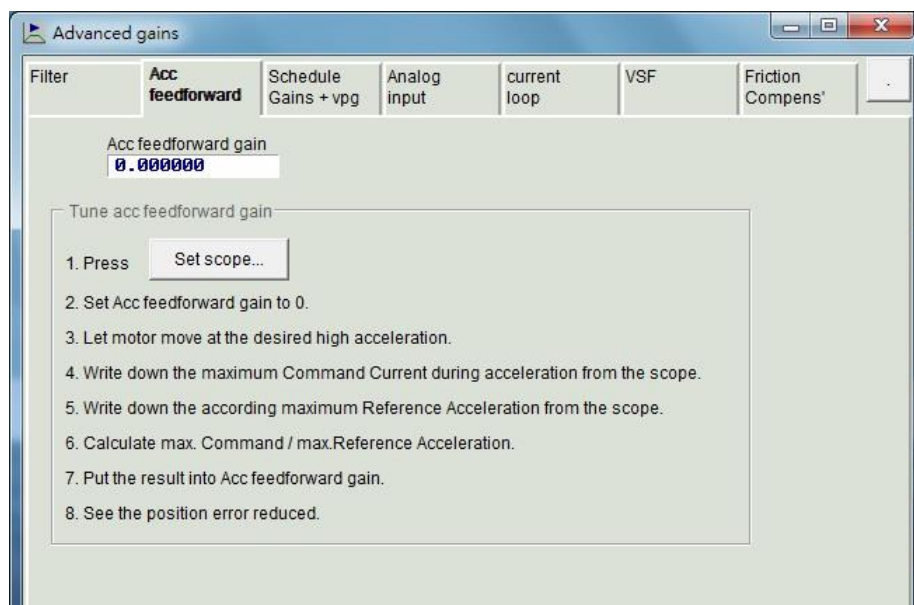 Advanced gains
Filter
Acc
feedforward
Schedule
Gains + vpg
Analog
input
current
loop
VSF
Friction
Compens'
.
Acc feedforward gain
0.000000
Tune acc feedforward gain
1. Press Set scope...
2. Set Acc feedforward gain to 0.
3. Let motor move at the desired high acceleration.
4. Write down the maximum Command Current during acceleration from the scope.
5. Write down the according maximum Reference Acceleration from the scope.
6. Calculate max. Command / max.Reference Acceleration.
7. Put the result into Acc feedforward gain.
8. See the position error reduced.